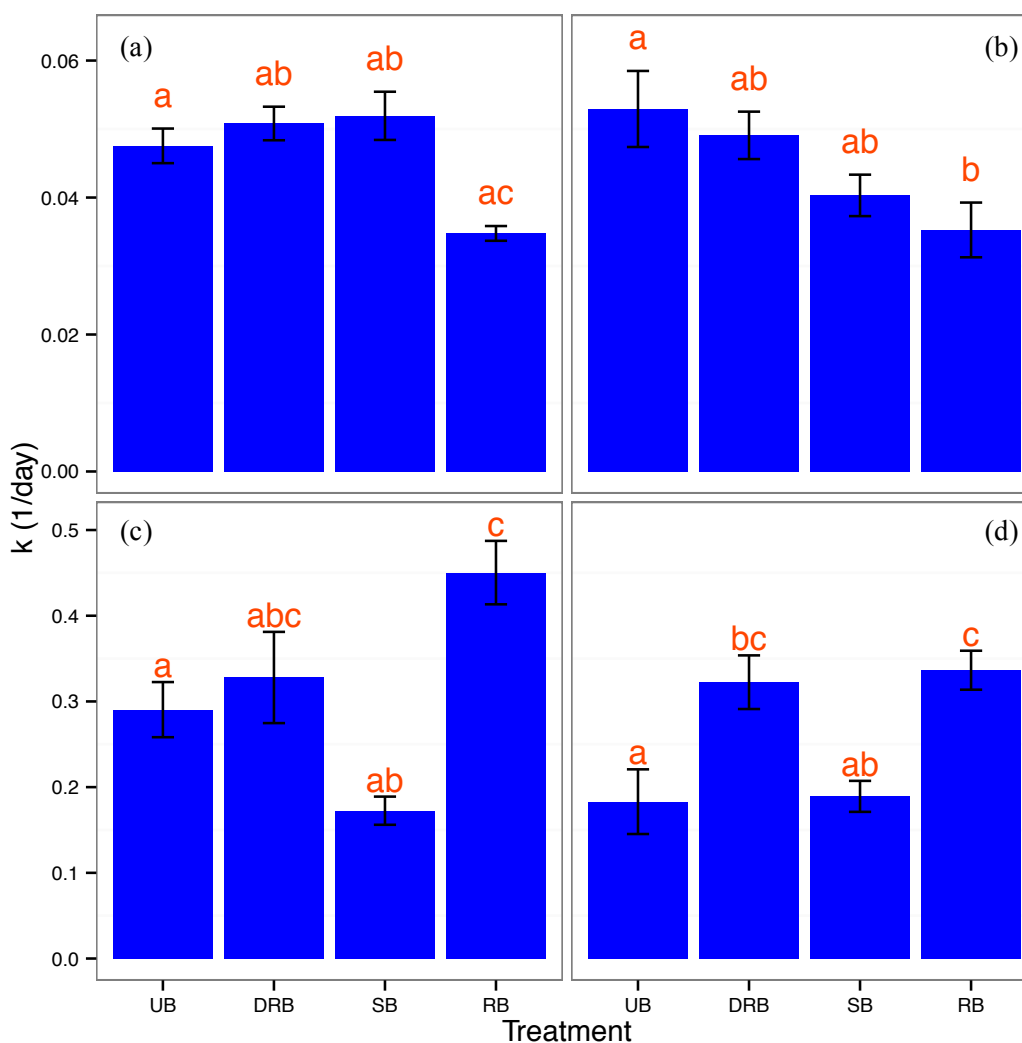 k (1/day)
(a)
0.06
0.04
0.02
0.00
a
ab
ab
ac
(b)
a
ab
ab
b
(c)
0.5
0.4
0.3
0.2
0.1
0.0
a
abc
ab
c
(d)
a
bc
ab
c
UB DRB SB RB
UB DRB SB RB
Treatment